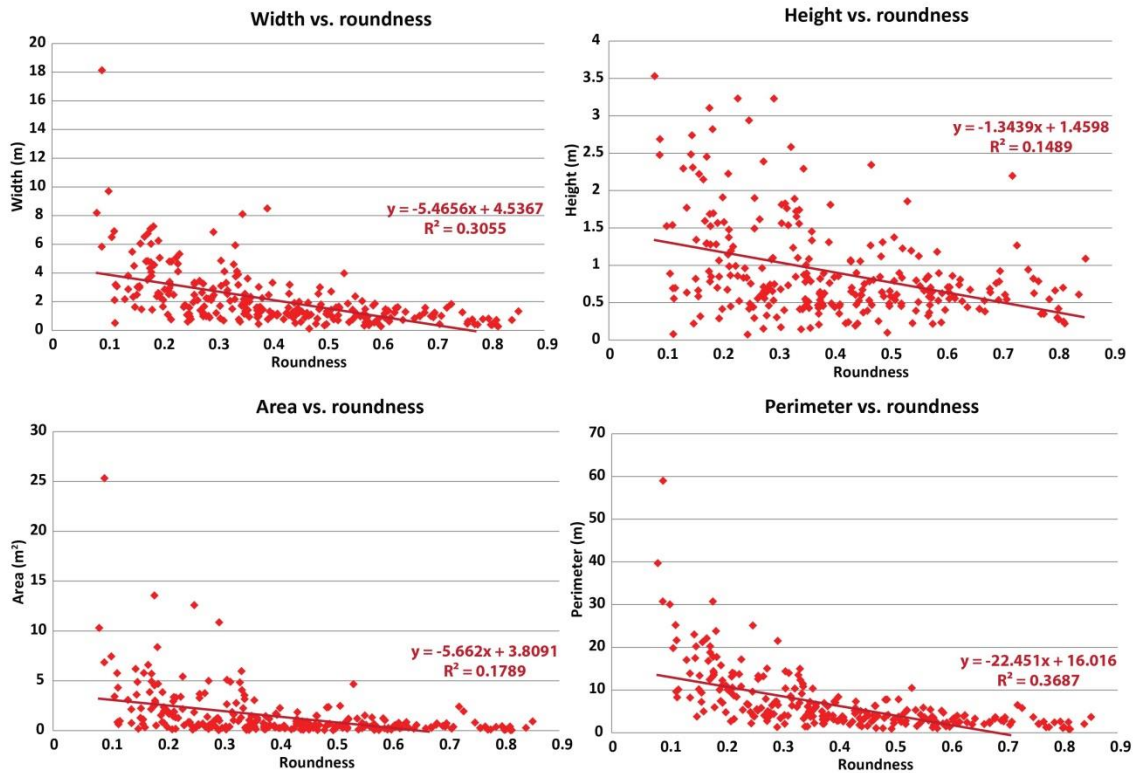 Width vs. roundness
20
18
16
14
12
10
8
6
4
2
0
Width (m)
y = -5.4656x + 4.5367
R² = 0.3055
0 0.1 0.2 0.3 0.4 0.5 0.6 0.7 0.8 0.9
Roundness
Height vs. roundness
4
3.5
3
2.5
2
1.5
1
0.5
0
Height (m)
y = -1.3439x + 1.4598
R² = 0.1489
0 0.1 0.2 0.3 0.4 0.5 0.6 0.7 0.8 0.9
Roundness
Area vs. roundness
30
25
20
15
10
5
0
Area (m²)
y = -5.662x + 3.8091
R² = 0.1789
0 0.1 0.2 0.3 0.4 0.5 0.6 0.7 0.8 0.9
Roundness
Perimeter vs. roundness
70
60
50
40
30
20
10
0
Perimeter (m)
y = -22.451x + 16.016
R² = 0.3687
0 0.1 0.2 0.3 0.4 0.5 0.6 0.7 0.8 0.9
Roundness